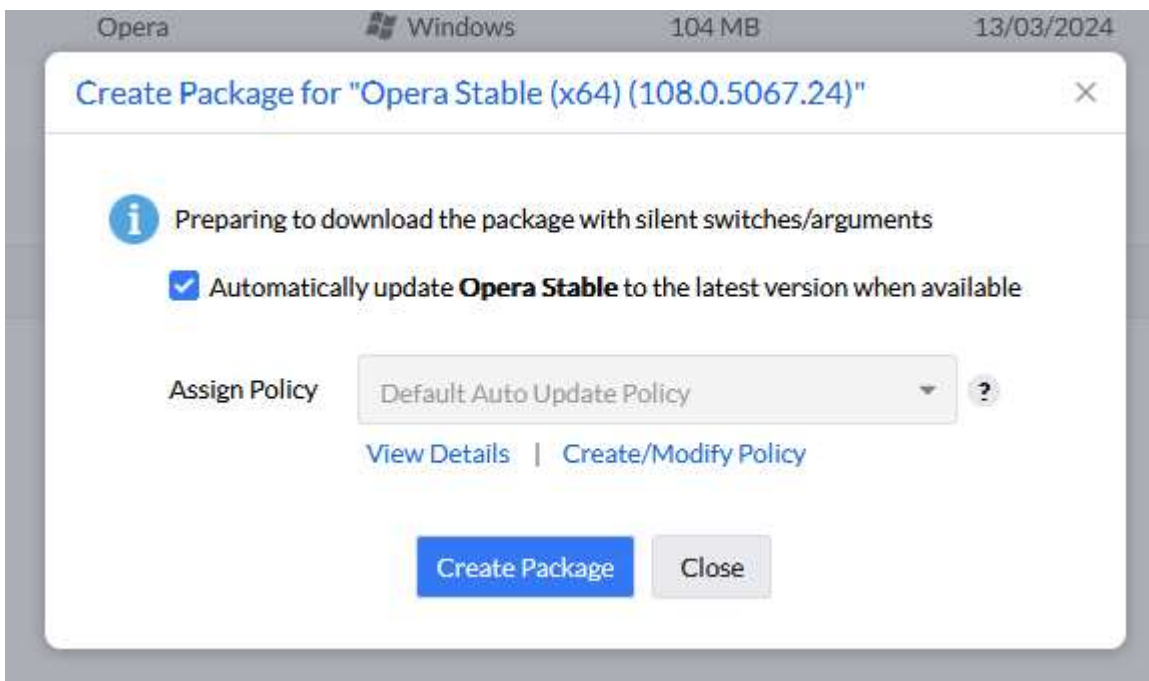 Opera Windows 104 MB 13/03/2024
Create Package for "Opera Stable (x64) (108.0.5067.24)"
Preparing to download the package with silent switches/arguments
Automatically update Opera Stable to the latest version when available
Assign Policy Default Auto Update Policy ?
View Details | Create/Modify Policy
Create Package Close